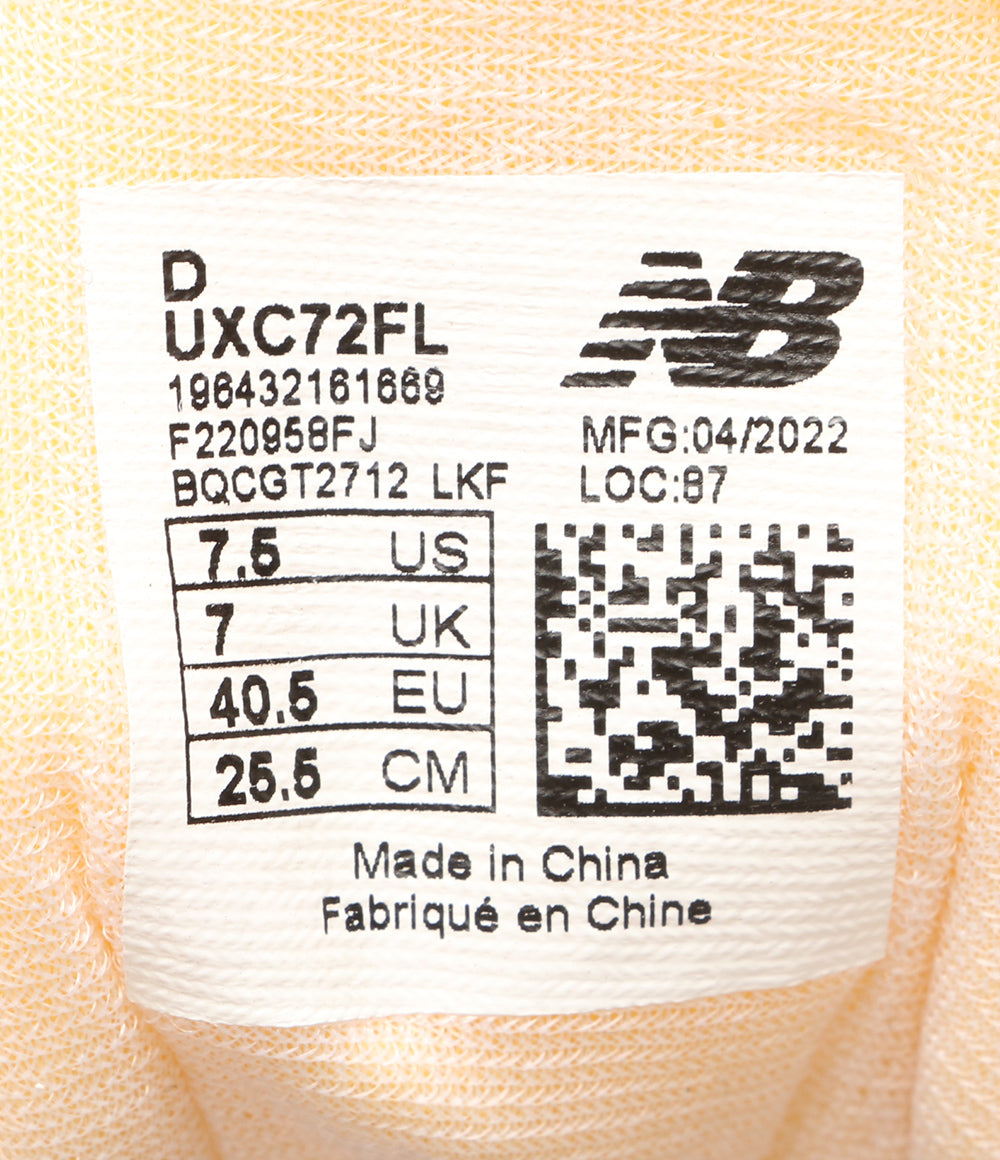 D
UXC72FL
NB
196432161669
F220958FJ
MFG:04/2022
BQCGT2712 LKF
LOC:87
7.5 US
7 UK
40.5 EU
25.5 CM
Made in China
Fabriqué en Chine